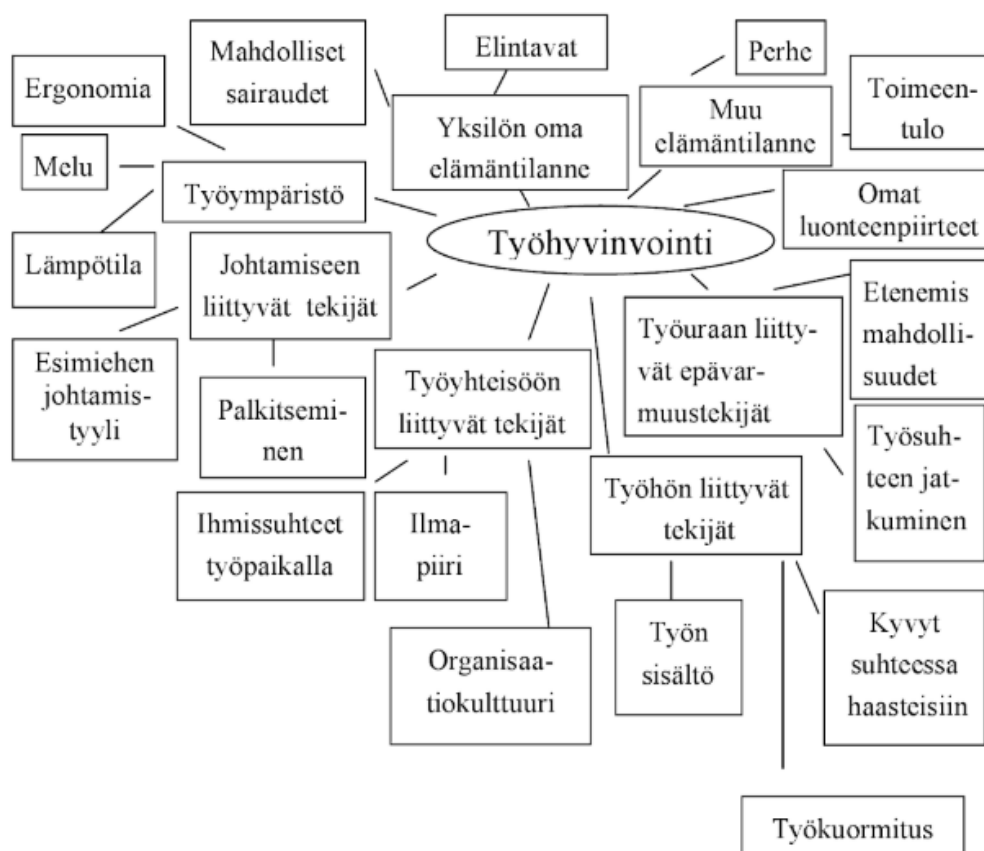 Elintavat
Mahdolliset
sairaudet
Perhe
Toimeen-
tulo
Ergonomia
Yksilön oma
elämäntilanne
Muu
elämäntilanne
Melu
Työympäristö
Omat
luonteenpiirteet
Työhyvinvointi
Lämpötila
Johtamiseen
liittyvät tekijät
Etenemis
mahdolli-
suudet
Työuraan liitty-
vät epävar-
muustekijät
Esimiehen
johtamis-
tyyli
Palkitsemi-
nen
Työyhteisöön
liittyvät tekijät
Työsuh-
teen jat-
kuminen
Työhön liittyvät
tekijät
Ihmissuhteet
työpaikalla
Ilma-
piiri
Organisaa-
tiokulttuuri
Työn
sisältö
Kyvyt
suhteessa
haasteisiin
Työkuormitus